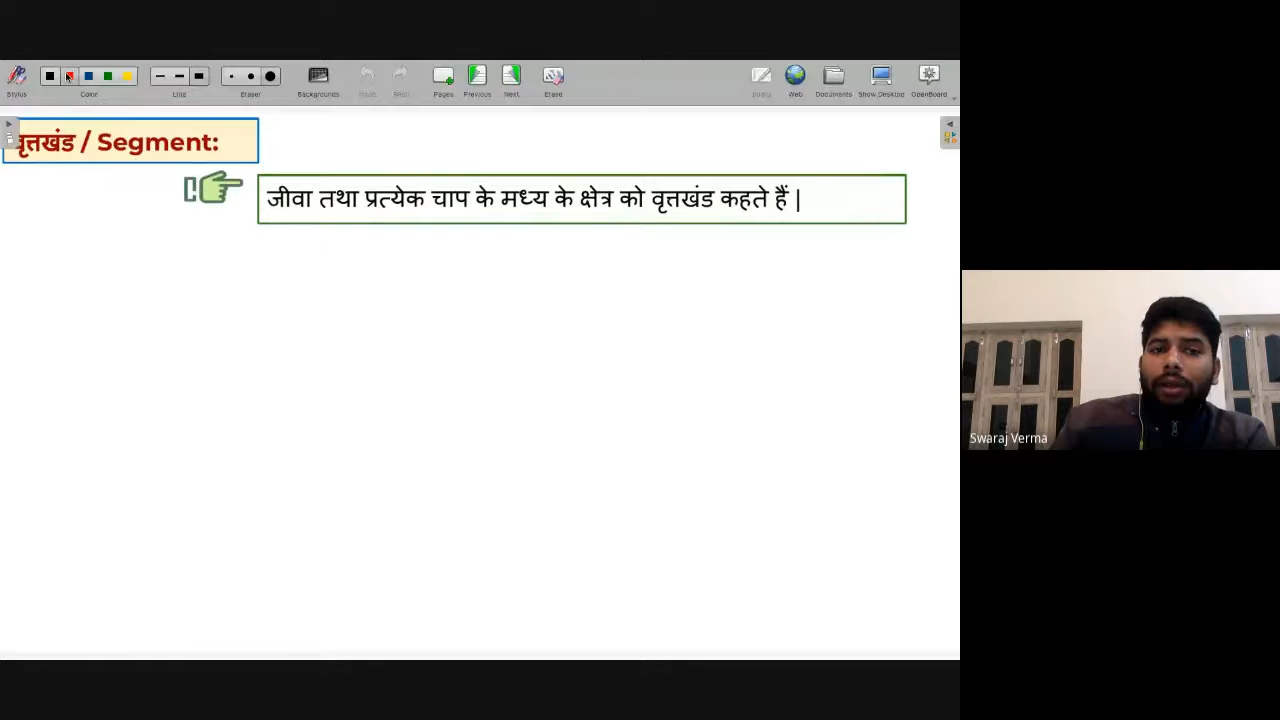 Stylus
Color
Line
Eraser
Backgrounds
Undo
Redo
Pages
Previous
Next
Erase
Board
Web
Documents
Show Desktop
OpenBoard
वृत्तखंड / Segment:
जीवा तथा प्रत्येक चाप के मध्य के क्षेत्र को वृत्तखंड कहते हैं |
Swaraj Verma